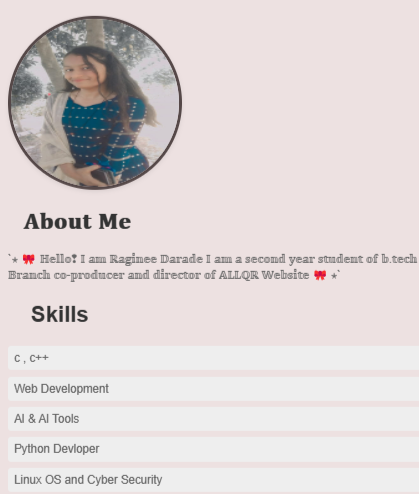 About Me
`⋆ 🎀 Hello! I am Raginee Darade I am a second year student of b.tech
Branch co-producer and director of ALLQR Website 🎀 ⋆`
Skills
c , c++
Web Development
AI & AI Tools
Python Devloper
Linux OS and Cyber Security